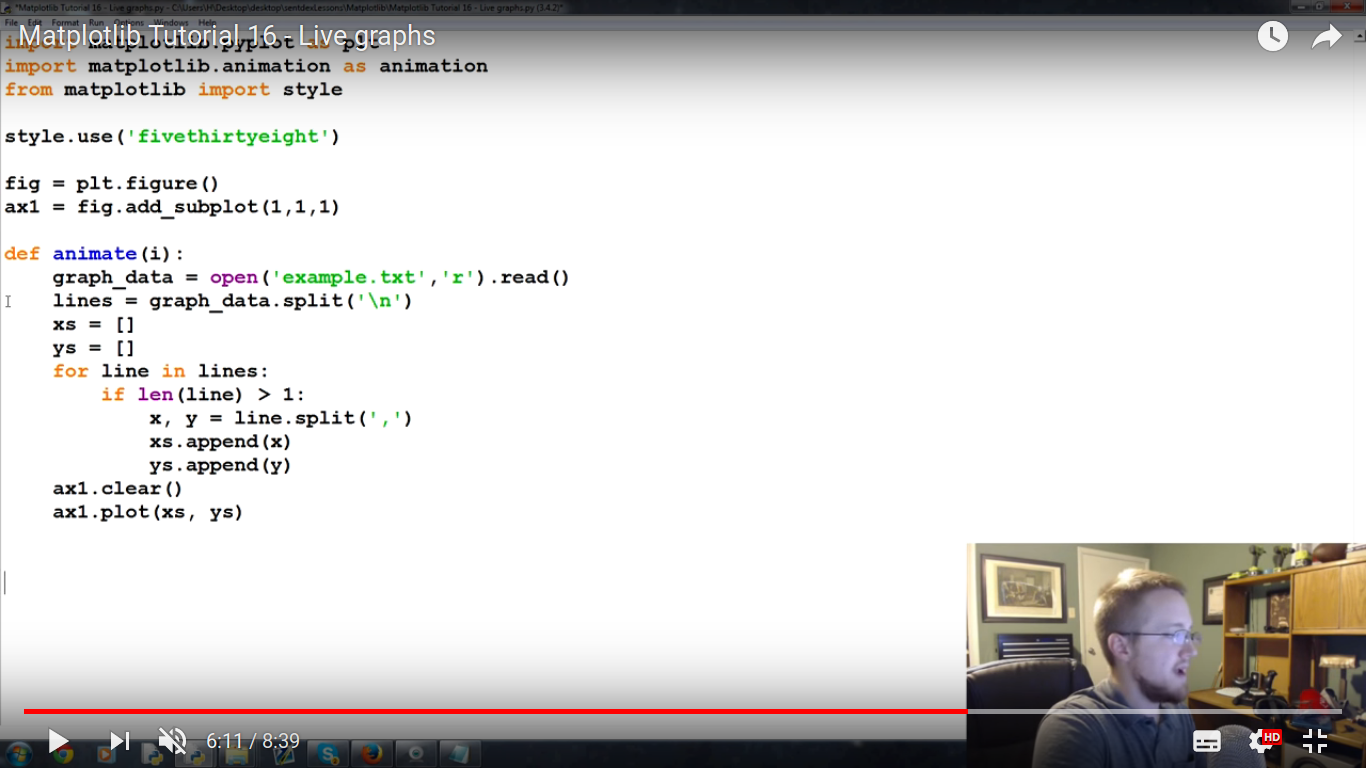 *Matplotlib Tutorial 16 - Live graphs.py - C:\Users\H\Desktop\desktop\sentdexLessons\Matplotlib\Matplotlib Tutorial 16 - Live graphs.py (3.4.2)*
File Edit Format Run Options Windows Help
Matplotlib Tutorial 16 - Live graphs
import matplotlib.pyplot as plt
import matplotlib.animation as animation
from matplotlib import style
style.use('fivethirtyeight')
fig = plt.figure()
ax1 = fig.add_subplot(1,1,1)
def animate(i):
    graph_data = open('example.txt','r').read()
    lines = graph_data.split('\n')
    xs = []
    ys = []
    for line in lines:
        if len(line) > 1:
            x, y = line.split(',')
            xs.append(x)
            ys.append(y)
    ax1.clear()
    ax1.plot(xs, ys)
6:11 / 8:39
HD